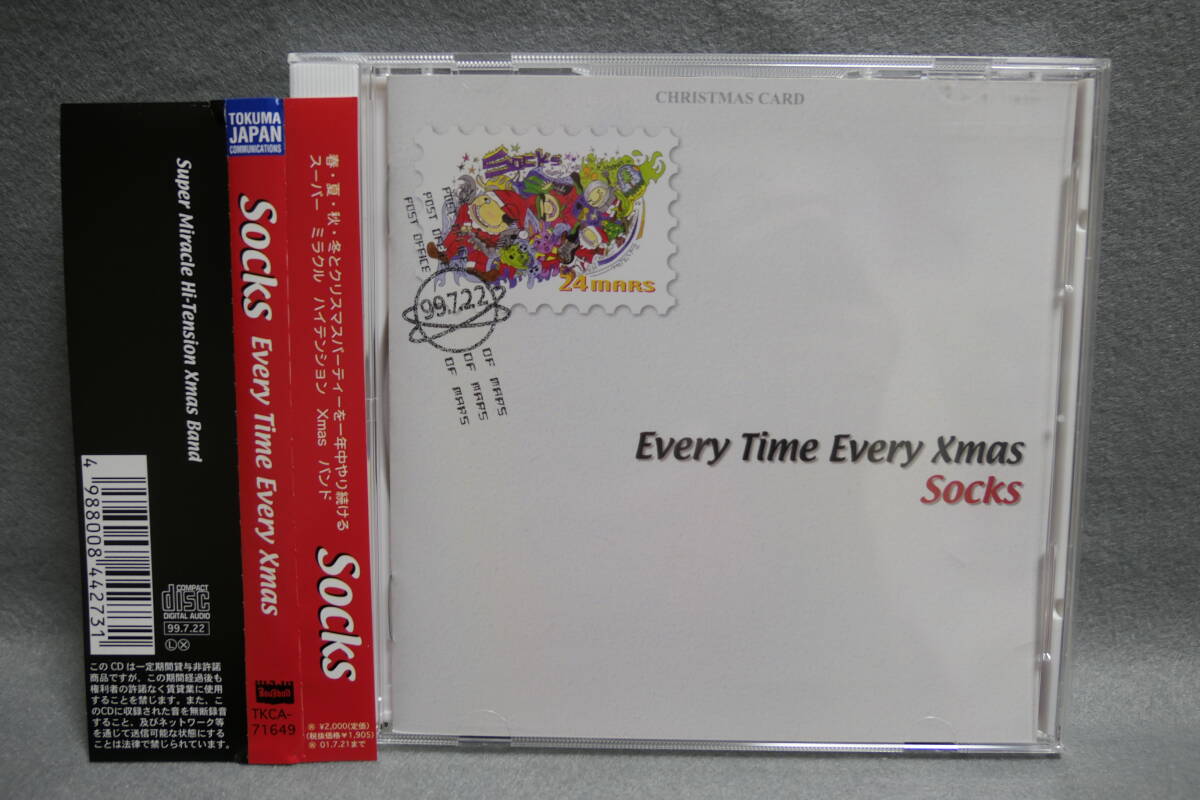 Super Miracle Hi-Tension Xmas Band
4 988008 442731
COMPACT
disc
DIGITAL AUDIO
99.7.22
Ⓛ Ⓧ
このCDは一定期間貸与非許諾
商品ですが、この期間経過後も
権利者の許諾なく賃貸業に使用
することを禁じます。また、こ
のCDに収録された音を無断録音
すること、及びネットワーク等
を通じて送信可能な状態にする
ことは法律で禁じられています。
TOKUMA
JAPAN
COMMUNICATIONS
Socks Every Time Every Xmas
TKCA-
71649
春・夏・秋・冬とクリスマスパーティーを一年中やり続ける
スーパー ミラクル ハイテンション Xmas バンド
Socks
¥2,000(定価)
(税抜価格¥1,905)
01.7.21まで
CHRISTMAS CARD
Socks
24MARS
POST OFFICE
POST OFFICE
POST OFFICE
99.7.22
OF MARS
OF MARS
OF MARS
Every Time Every Xmas
Socks